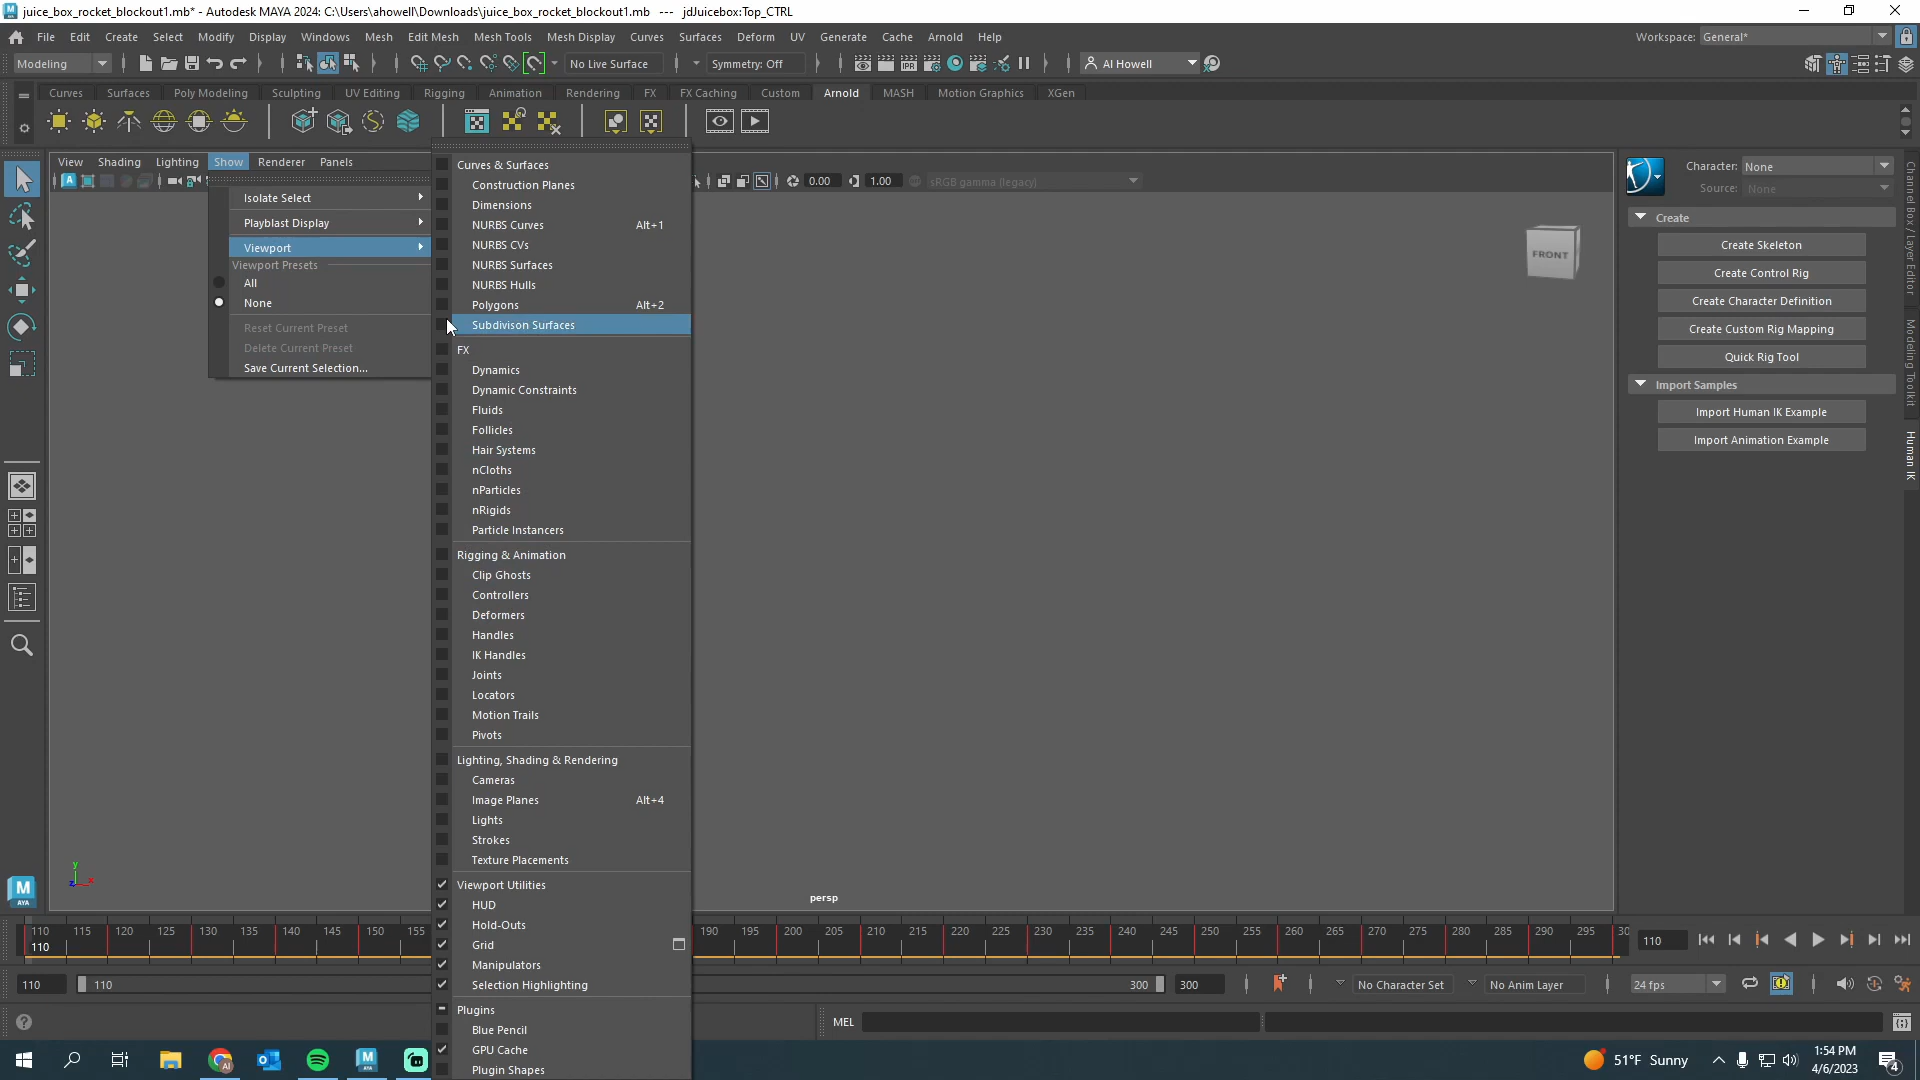 juice_box_rocket_blockout1.mb* - Autodesk MAYA 2024: C:\Users\ahowell\Downloads\juice_box_rocket_blockout1.mb   ---   jdJuicebox:Top_CTRL
File Edit Create Select Modify Display Windows Mesh Edit Mesh Mesh Tools Mesh Display Curves Surfaces Deform UV Generate Cache Arnold Help
Workspace: General*
Modeling
No Live Surface
Symmetry: Off
Al Howell
Curves Surfaces Poly Modeling Sculpting UV Editing Rigging Animation Rendering FX FX Caching Custom Arnold MASH Motion Graphics XGen
View Shading Lighting Show Renderer Panels
0.00
1.00
sRGB gamma (legacy)
Isolate Select
Playblast Display
Viewport
Viewport Presets
All
None
Reset Current Preset
Delete Current Preset
Save Current Selection...
Curves & Surfaces
Construction Planes
Dimensions
NURBS Curves Alt+1
NURBS CVs
NURBS Surfaces
NURBS Hulls
Polygons Alt+2
Subdivison Surfaces
FX
Dynamics
Dynamic Constraints
Fluids
Follicles
Hair Systems
nCloths
nParticles
nRigids
Particle Instancers
Rigging & Animation
Clip Ghosts
Controllers
Deformers
Handles
IK Handles
Joints
Locators
Motion Trails
Pivots
Lighting, Shading & Rendering
Cameras
Image Planes Alt+4
Lights
Strokes
Texture Placements
Viewport Utilities
HUD
Hold-Outs
Grid
Manipulators
Selection Highlighting
Plugins
Blue Pencil
GPU Cache
Plugin Shapes
FRONT
Character: None
Source: None
Create
Create Skeleton
Create Control Rig
Create Character Definition
Create Custom Rig Mapping
Quick Rig Tool
Import Samples
Import Human IK Example
Import Animation Example
Channel Box / Layer Editor
Modeling Toolkit
Human IK
y
x
z
persp
M
AYA
110 115 120 125 130 135 140 145 150 155 190 195 200 205 210 215 220 225 230 235 240 245 250 255 260 265 270 275 280 285 290 295 30
110
110
110
110
300
300
No Character Set
No Anim Layer
24 fps
MEL
51°F Sunny
1:54 PM
4/6/2023
4